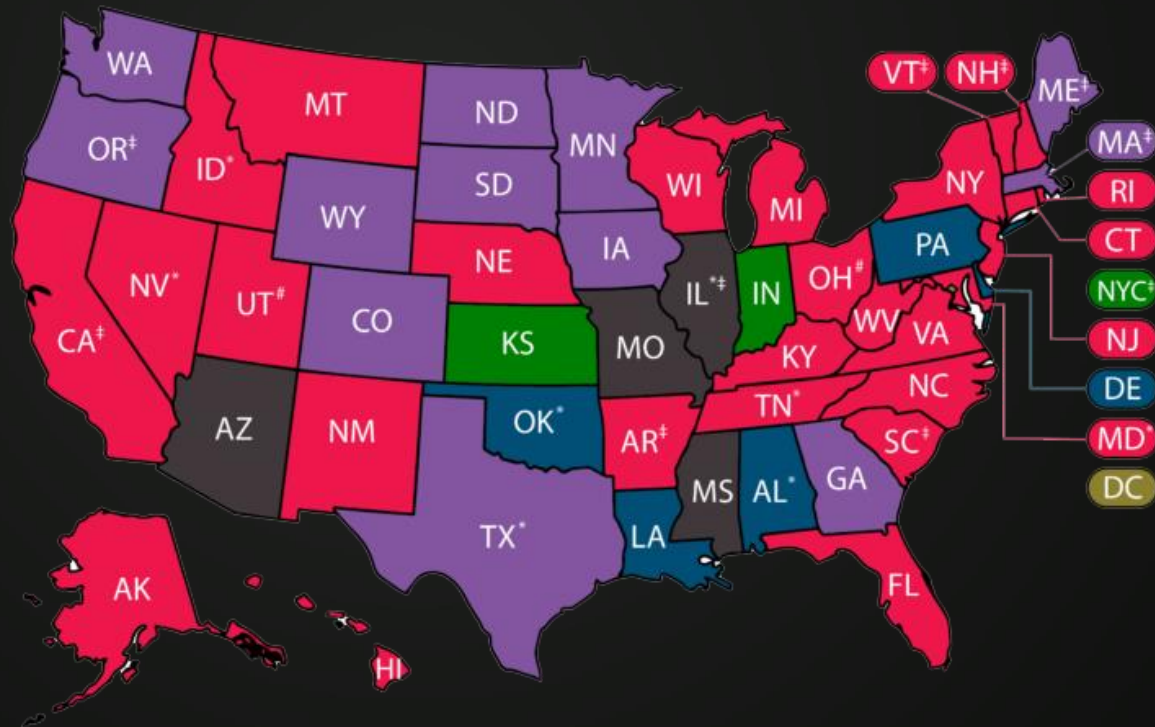 WA
MT
ND
MN
VT‡
NH‡
ME‡
OR‡
ID*
SD
WI
MI
NY
MA‡
RI
WY
CT
NV*
UT#
NE
IA
IL*‡
IN
OH#
PA
NYC‡
CA‡
CO
KS
MO
KY
WV
VA
NJ
DE
AZ
NM
OK*
AR‡
TN*
NC
SC‡
MD*
TX*
LA
MS
AL*
GA
DC
AK
HI
FL